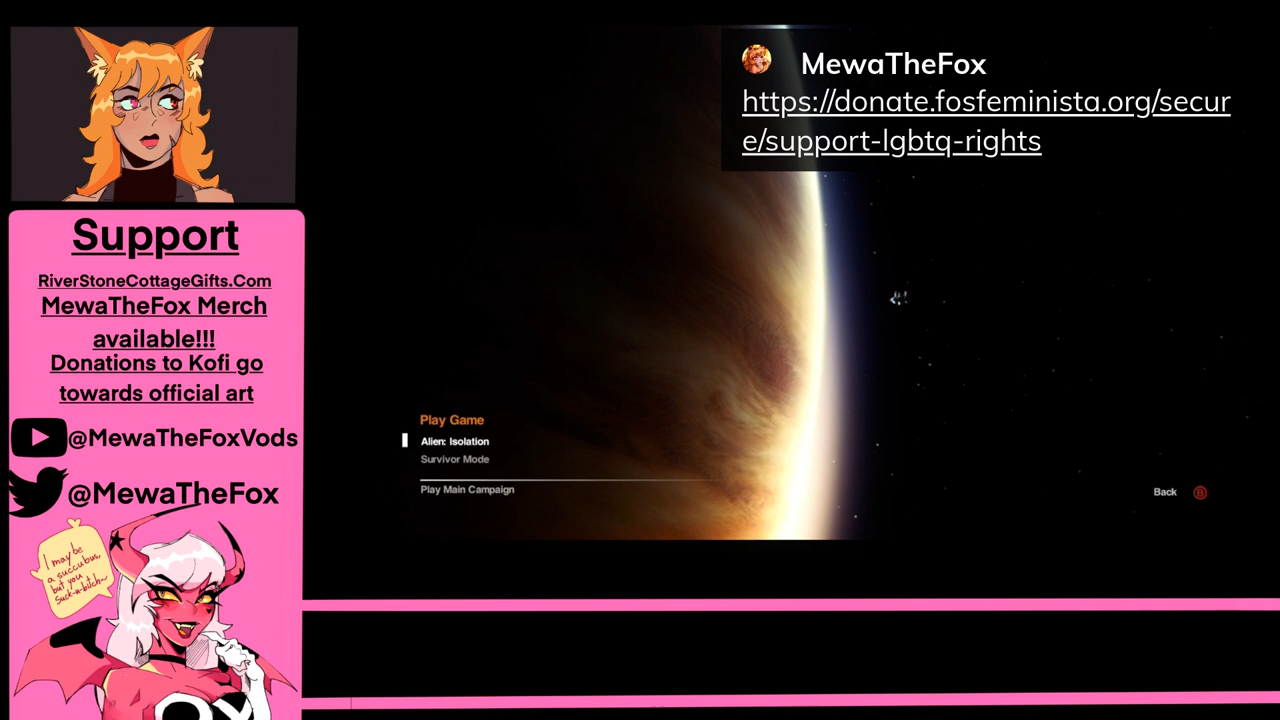 MewaTheFox
https://donate.fosfeminista.org/secur
e/support-lgbtq-rights
Support
RiverStoneCottageGifts.Com
MewaTheFox Merch
available!!!
Donations to Kofi go
towards official art
@MewaTheFoxVods
@MewaTheFox
I may be
a succubus,
but you
suck-a-bitch~
Play Game
Alien: Isolation
Survivor Mode
Play Main Campaign
Back B